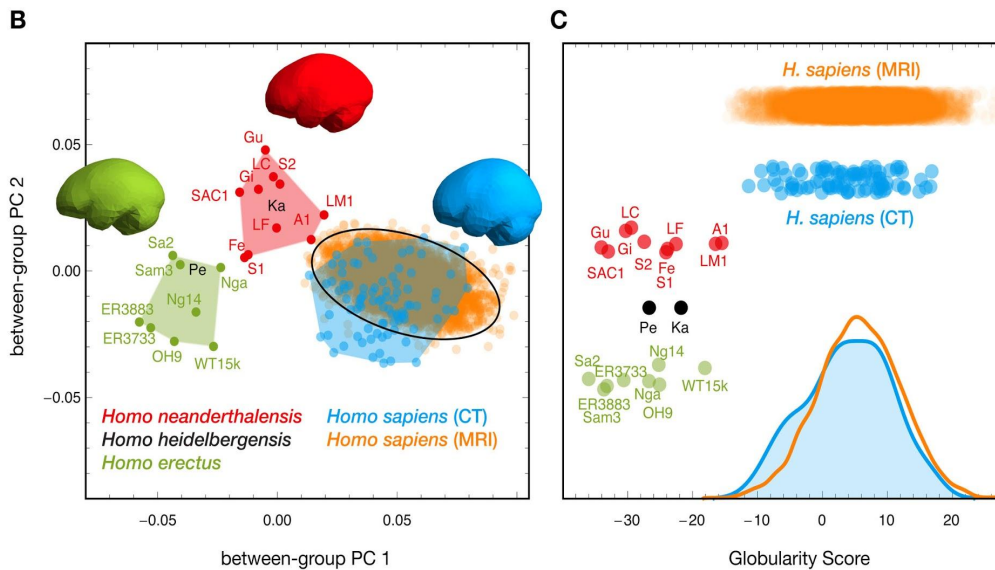 B
C
0.05
0.00
−0.05
between-group PC 2
Gu
LC S2
Gi
SAC1
LM1
Ka
A1
LF
Fe
S1
Sa2
Sam3
Pe
Nga
Ng14
ER3883
ER3733
OH9
WT15k
Homo neanderthalensis
Homo heidelbergensis
Homo erectus
Homo sapiens (CT)
Homo sapiens (MRI)
−0.05
0.00
0.05
between-group PC 1
H. sapiens (MRI)
H. sapiens (CT)
LC
Gu
LF
A1
Gi
SAC1
S2
Fe
LM1
S1
Pe
Ka
Ng14
Sa2
ER3733
WT15k
Nga
ER3883
OH9
Sam3
−30
−20
−10
0
10
20
Globularity Score